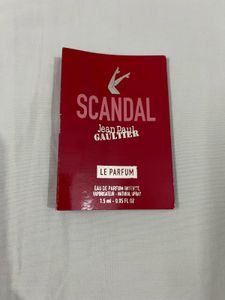 SCANDAL
Jean Paul
GAULTIER
LE PARFUM
EAU DE PARFUM INTENSE
VAPORISATEUR - NATURAL SPRAY
1.5 ml - 0.05 FL OZ